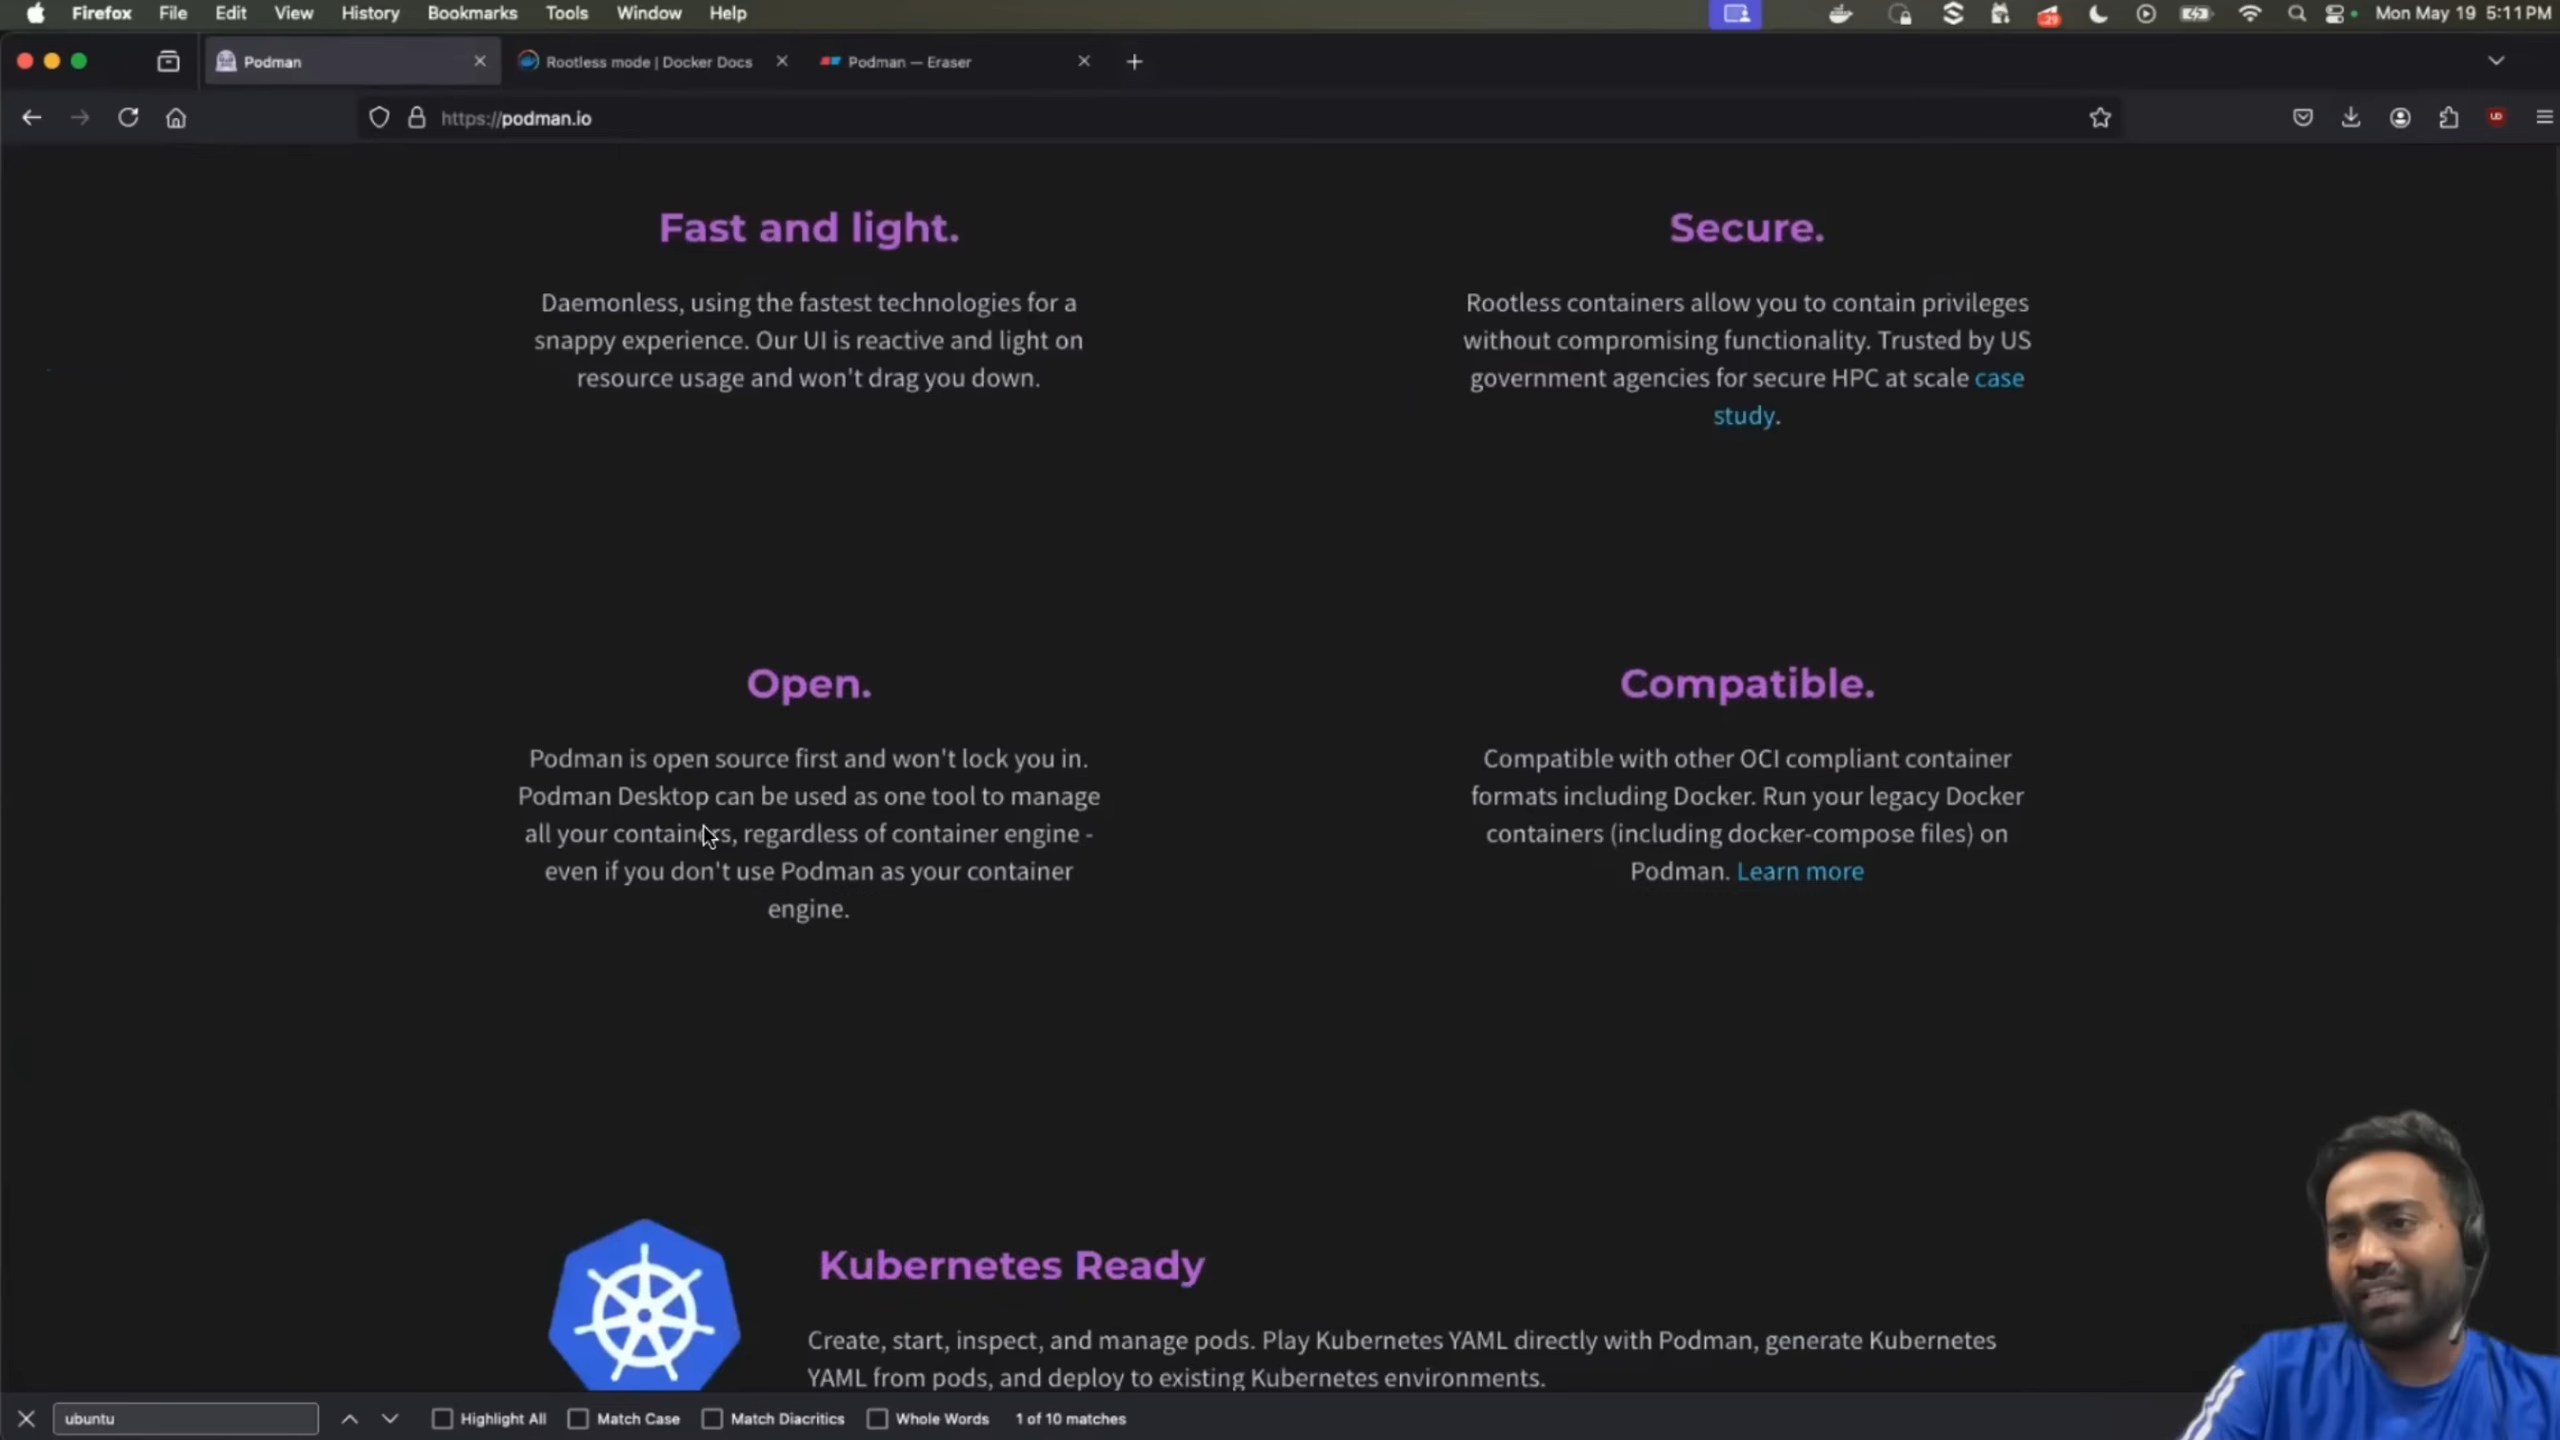 Firefox File Edit View History Bookmarks Tools Window Help
Mon May 19 5:11 PM
Podman
Rootless mode | Docker Docs
Podman — Eraser
https://podman.io
Fast and light.
Daemonless, using the fastest technologies for a
snappy experience. Our UI is reactive and light on
resource usage and won't drag you down.
Secure.
Rootless containers allow you to contain privileges
without compromising functionality. Trusted by US
government agencies for secure HPC at scale case
study.
Open.
Podman is open source first and won't lock you in.
Podman Desktop can be used as one tool to manage
all your containers, regardless of container engine -
even if you don't use Podman as your container
engine.
Compatible.
Compatible with other OCI compliant container
formats including Docker. Run your legacy Docker
containers (including docker-compose files) on
Podman. Learn more
Kubernetes Ready
Create, start, inspect, and manage pods. Play Kubernetes YAML directly with Podman, generate Kubernetes
YAML from pods, and deploy to existing Kubernetes environments.
ubuntu
Highlight All Match Case Match Diacritics Whole Words 1 of 10 matches